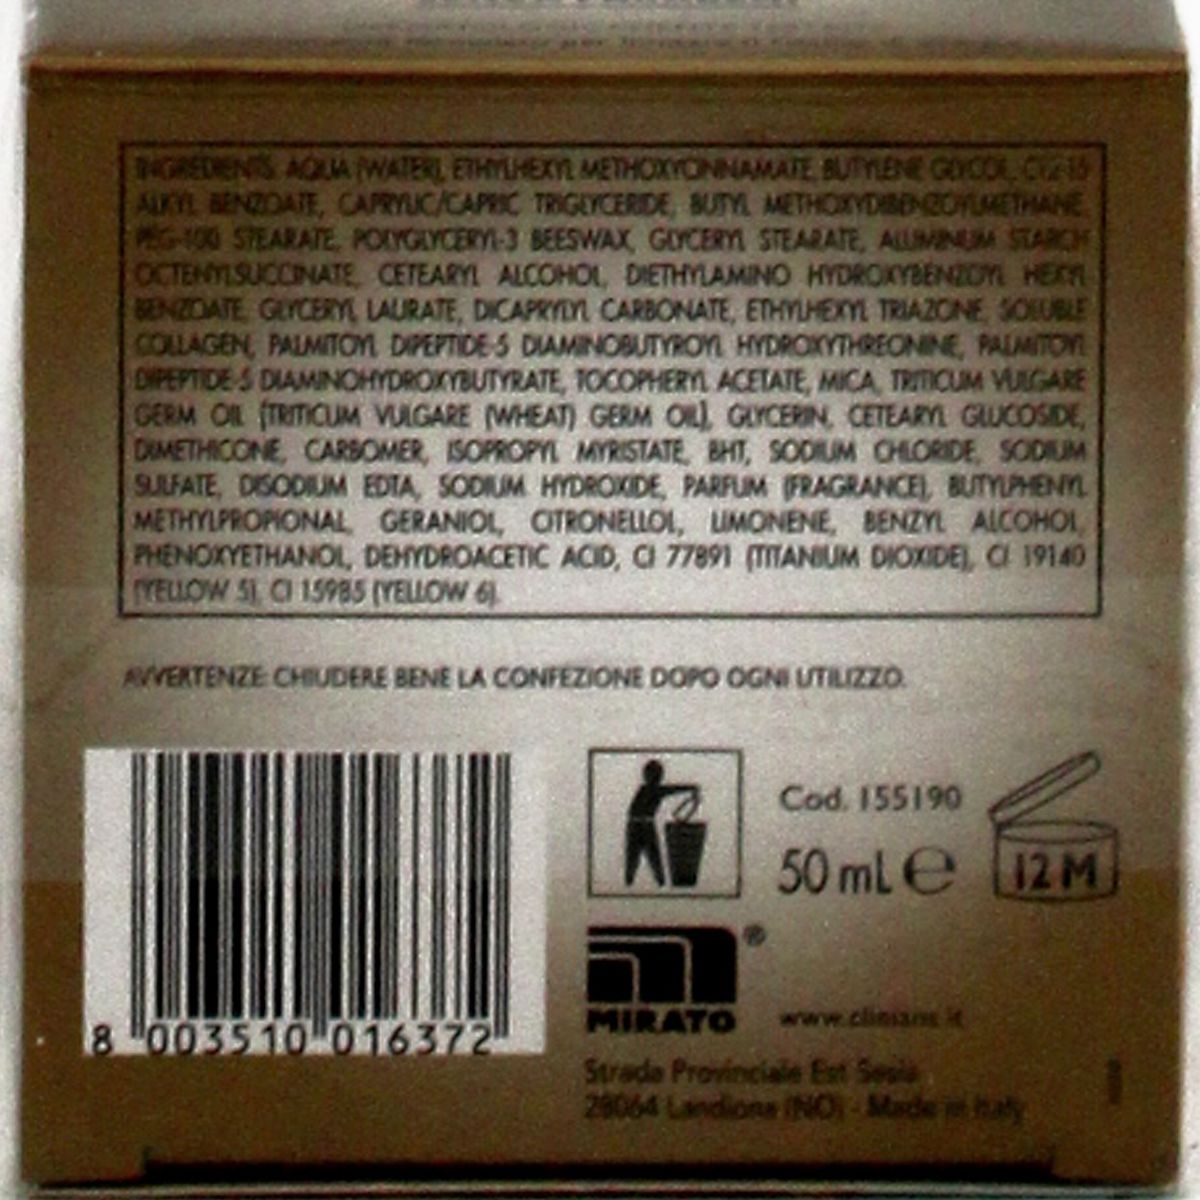 INGREDIENTS: AQUA (WATER), ETHYLHEXYL METHOXYCINNAMATE, BUTYLENE GLYCOL, C12-15
ALKYL BENZOATE, CAPRYLIC/CAPRIC TRIGLYCERIDE, BUTYL METHOXYDIBENZOYLMETHANE,
PEG-100 STEARATE, POLYGLYCERYL-3 BEESWAX, GLYCERYL STEARATE, ALUMINUM STARCH
OCTENYLSUCCINATE, CETEARYL ALCOHOL, DIETHYLAMINO HYDROXYBENZOYL HEXYL
BENZOATE, GLYCERYL LAURATE, DICAPRYLYL CARBONATE, ETHYLHEXYL TRIAZONE, SOLUBLE
COLLAGEN, PALMITOYL DIPEPTIDE-5 DIAMINOBUTYROYL HYDROXYTHREONINE, PALMITOYL
DIPEPTIDE-5 DIAMINOHYDROXYBUTYRATE, TOCOPHERYL ACETATE, MICA, TRITICUM VULGARE
GERM OIL [TRITICUM VULGARE (WHEAT) GERM OIL], GLYCERIN, CETEARYL GLUCOSIDE,
DIMETHICONE, CARBOMER, ISOPROPYL MYRISTATE, BHT, SODIUM CHLORIDE, SODIUM
SULFATE, DISODIUM EDTA, SODIUM HYDROXIDE, PARFUM (FRAGRANCE), BUTYLPHENYL
METHYLPROPIONAL, GERANIOL, CITRONELLOL, LIMONENE, BENZYL ALCOHOL,
PHENOXYETHANOL, DEHYDROACETIC ACID, CI 77891 (TITANIUM DIOXIDE), CI 19140
(YELLOW 5), CI 15985 (YELLOW 6).
AVVERTENZE: CHIUDERE BENE LA CONFEZIONE DOPO OGNI UTILIZZO.
Cod. 155190
50 mL ℮
12 M
MIRATO ®
www.clinians.it
8 003510 016372
Strada Provinciale Est Sesia
28064 Landiona (NO) - Made in Italy